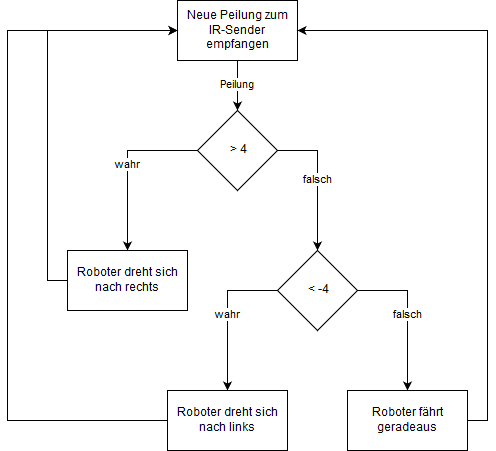 Neue Peilung zum
IR-Sender
empfangen
Peilung
> 4
wahr
falsch
Roboter dreht sich
nach rechts
< -4
wahr
falsch
Roboter dreht sich
nach links
Roboter fährt
geradeaus